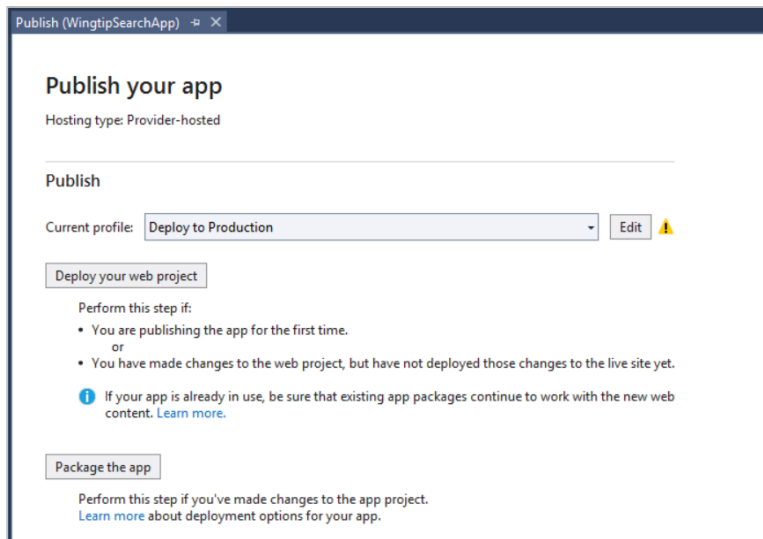 Publish (WingtipSearchApp)
Publish your app
Hosting type: Provider-hosted
Publish
Current profile: Deploy to Production Edit
Deploy your web project
Perform this step if:
• You are publishing the app for the first time.
or
• You have made changes to the web project, but have not deployed those changes to the live site yet.
If your app is already in use, be sure that existing app packages continue to work with the new web
content. Learn more.
Package the app
Perform this step if you've made changes to the app project.
Learn more about deployment options for your app.